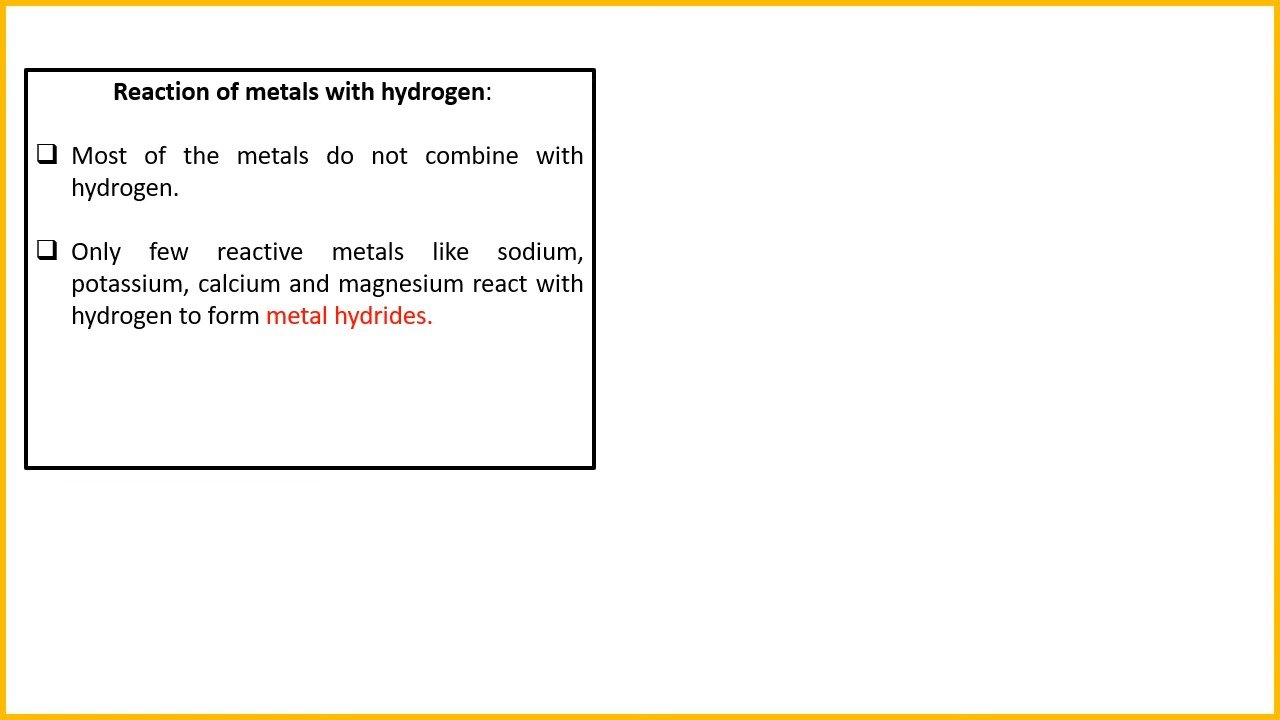 Reaction of metals with hydrogen:
❑ Most of the metals do not combine with
hydrogen.
❑ Only few reactive metals like sodium,
potassium, calcium and magnesium react with
hydrogen to form metal hydrides.